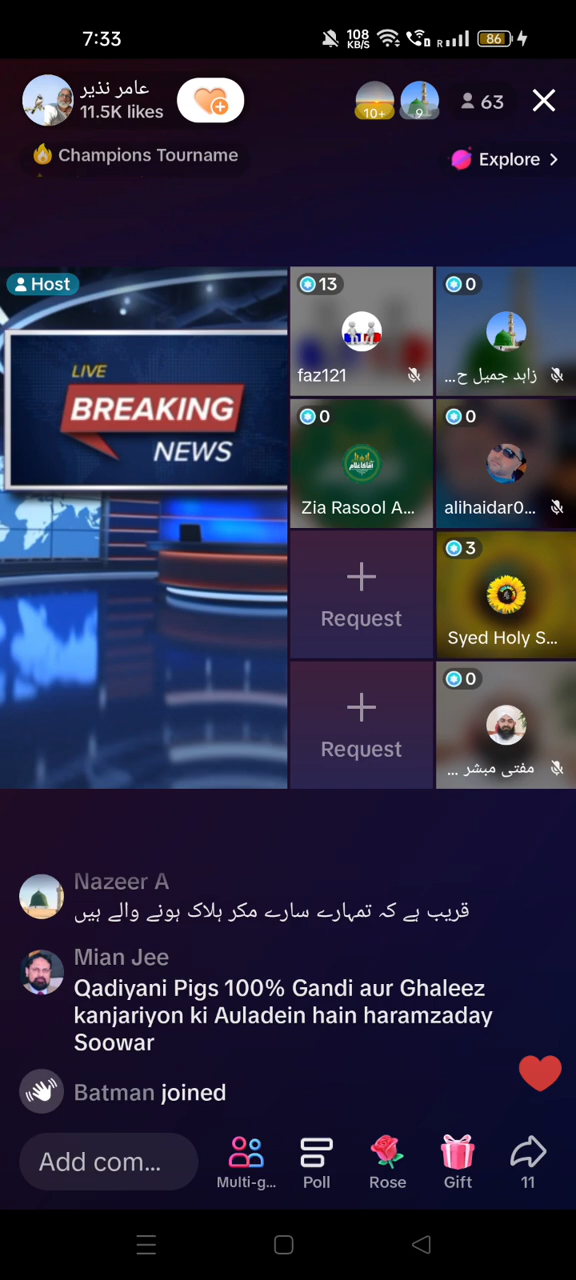 7:33
108
KB/S
R
86
عامر نذیر
11.5K likes
10+
9
63
Champions Tourname
Explore >
Host
LIVE
BREAKING
NEWS
13
faz121
0
زاہد جمیل ح...
0
Zia Rasool A...
0
alihaidar0...
+
Request
3
Syed Holy S...
+
Request
0
مفتی مبشر ...
Nazeer A
قریب ہے کہ تمہارے سارے مکر ہلاک ہونے والے ہیں
Mian Jee
Qadiyani Pigs 100% Gandi aur Ghaleez
kanjariyon ki Auladein hain haramzaday
Soowar
Batman joined
Add com...
Multi-g...
Poll
Rose
Gift
11